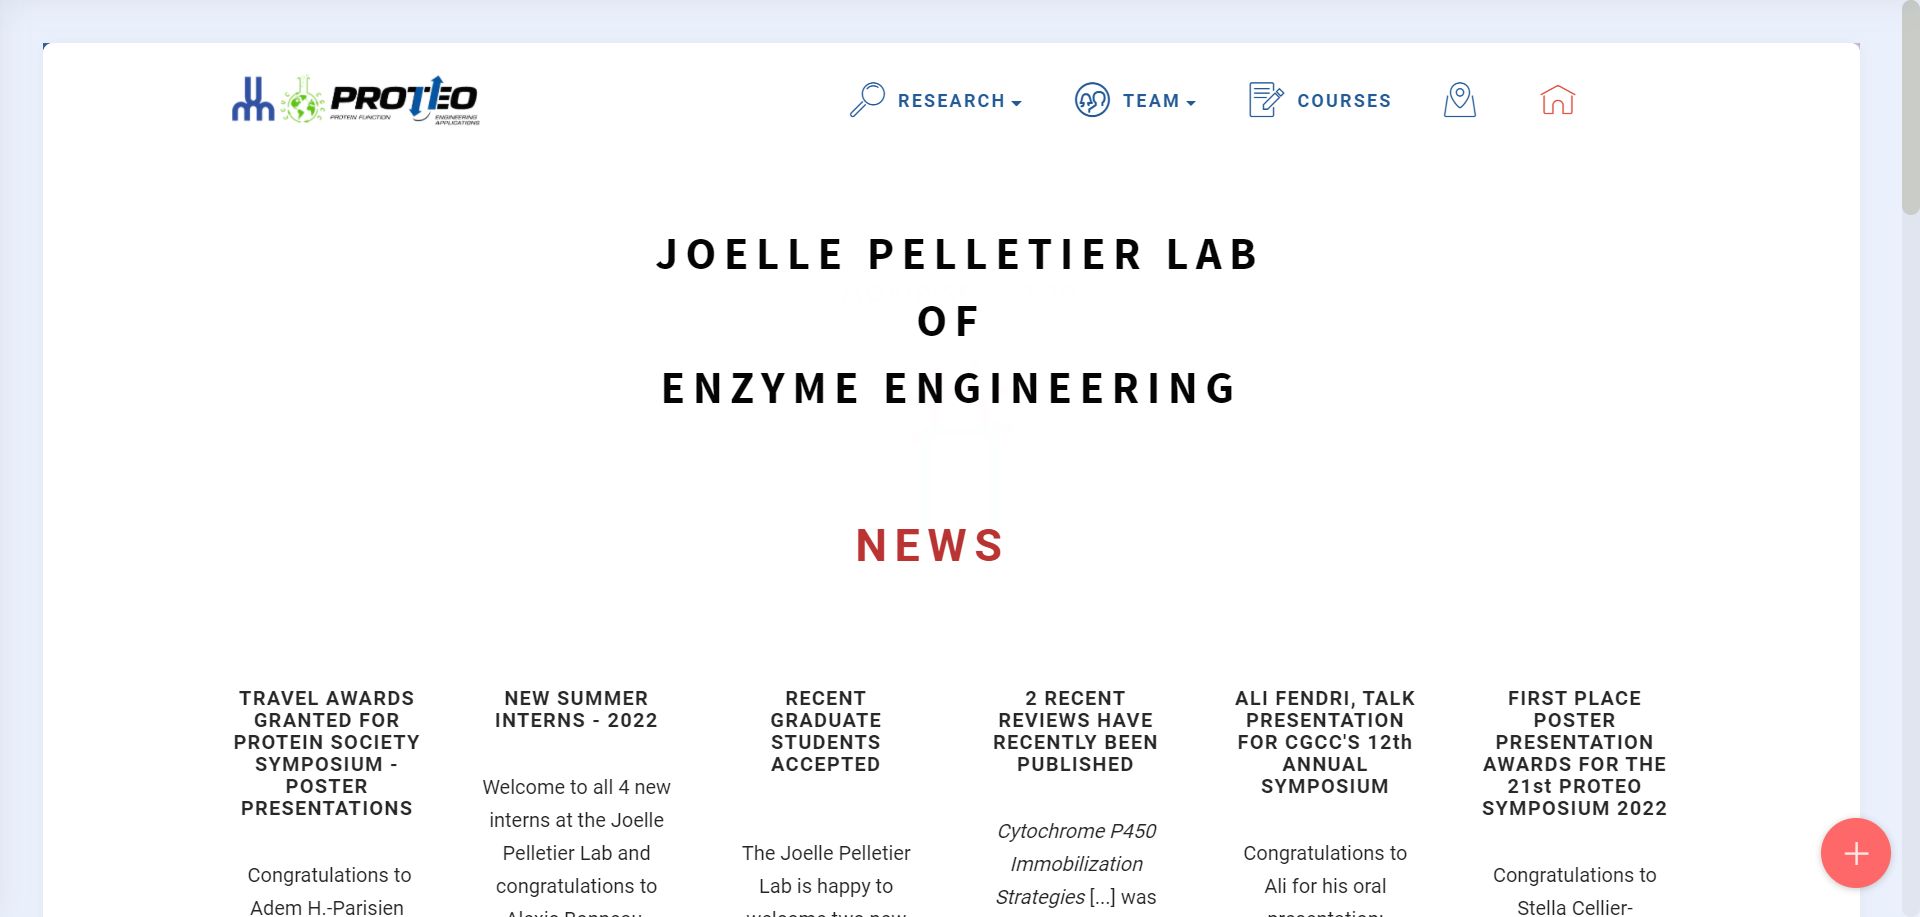 PROTEO
PROTEIN FUNCTION
ENGINEERING
APPLICATIONS
RESEARCH
TEAM
COURSES
JOELLE PELLETIER LAB
OF
ENZYME ENGINEERING
NEWS
TRAVEL AWARDS
GRANTED FOR
PROTEIN SOCIETY
SYMPOSIUM -
POSTER
PRESENTATIONS
Congratulations to
Adem H.-Parisien
NEW SUMMER
INTERNS - 2022
Welcome to all 4 new
interns at the Joelle
Pelletier Lab and
congratulations to
RECENT
GRADUATE
STUDENTS
ACCEPTED
The Joelle Pelletier
Lab is happy to
welcome two new
2 RECENT
REVIEWS HAVE
RECENTLY BEEN
PUBLISHED
Cytochrome P450
Immobilization
Strategies [...] was
ALI FENDRI, TALK
PRESENTATION
FOR CGCC'S 12th
ANNUAL
SYMPOSIUM
Congratulations to
Ali for his oral
presentation:
FIRST PLACE
POSTER
PRESENTATION
AWARDS FOR THE
21st PROTEO
SYMPOSIUM 2022
Congratulations to
Stella Cellier-